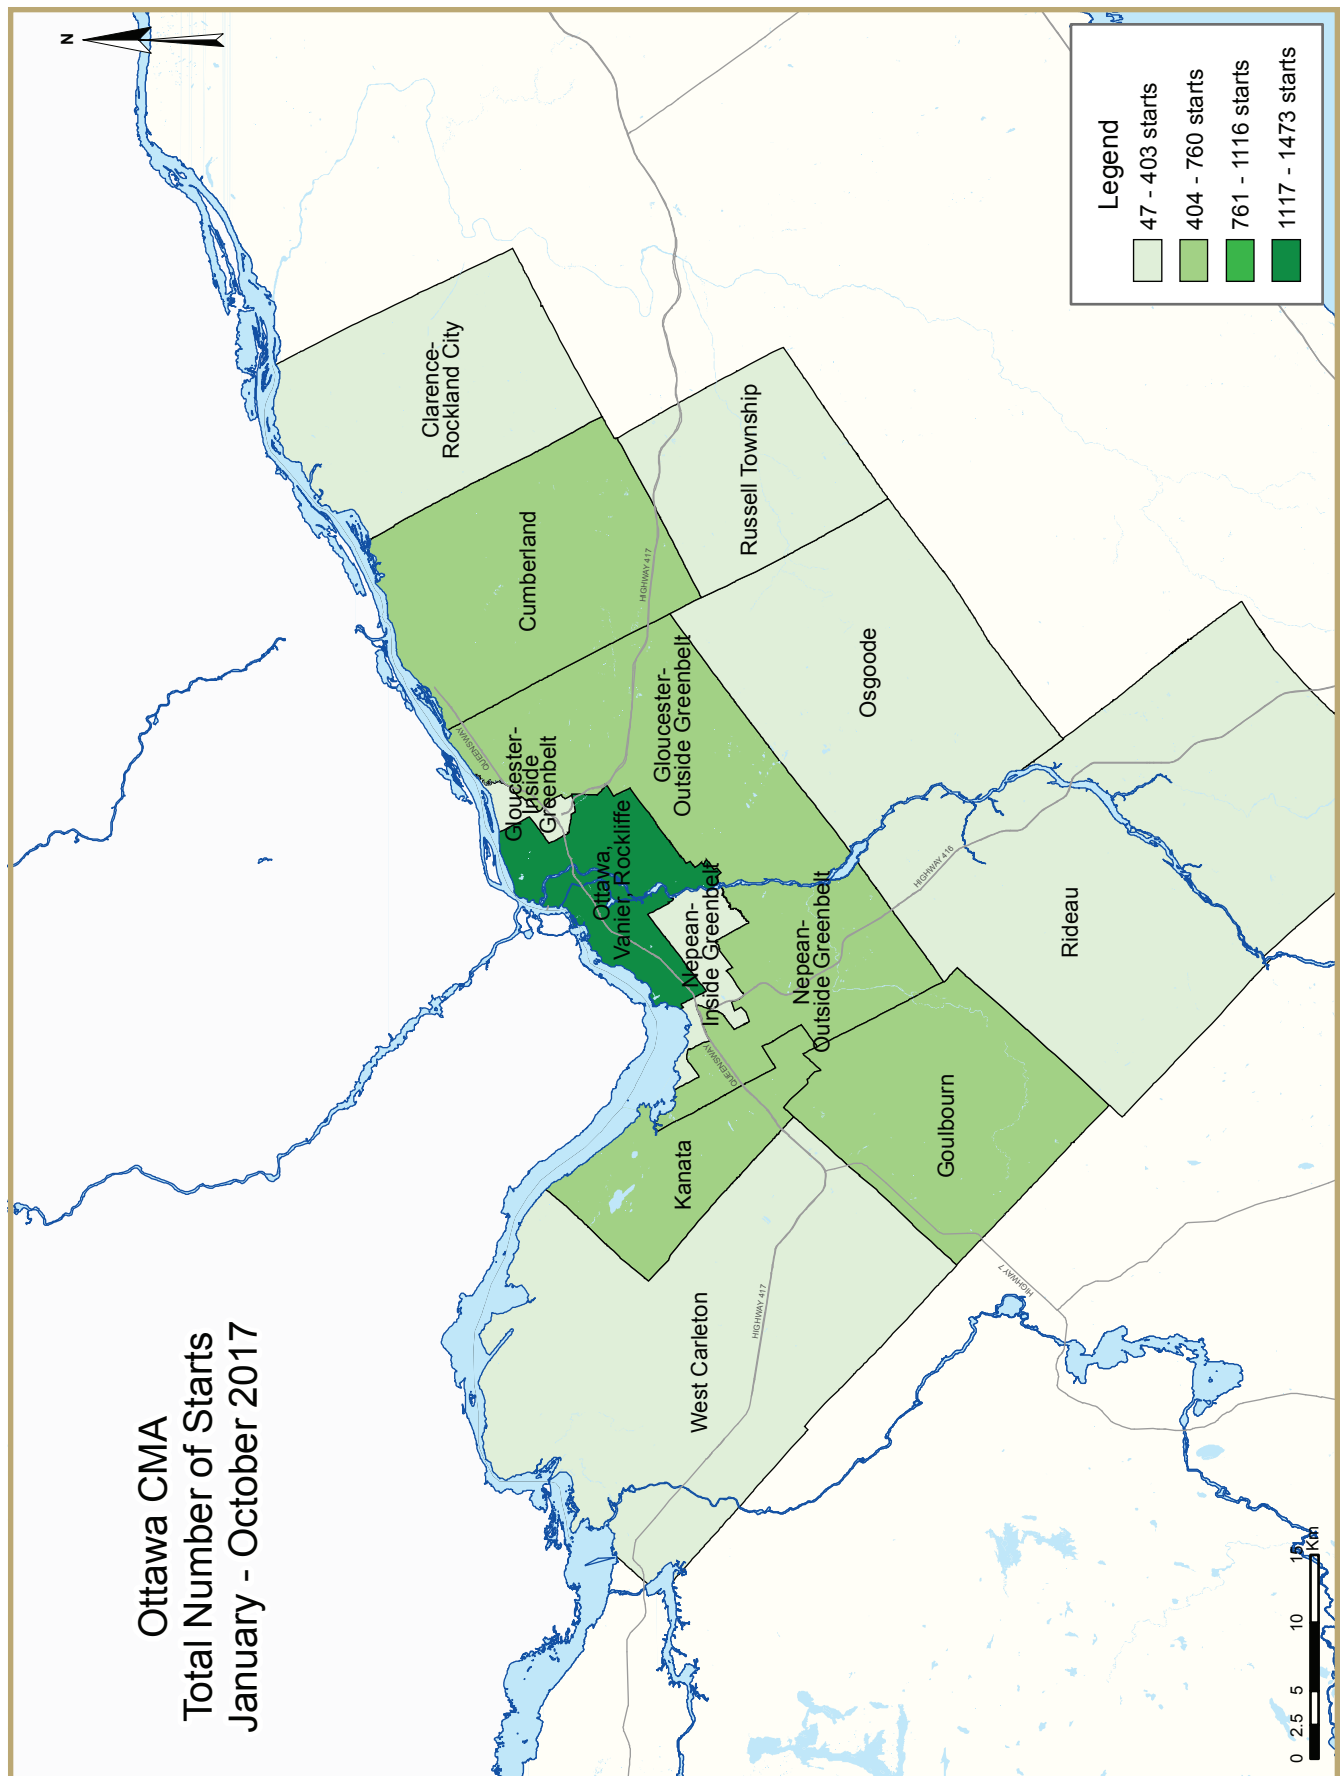 Ottawa CMA
Total Number of Starts
January - October 2017
N
Legend
47 - 403 starts
404 - 760 starts
761 - 1116 starts
1117 - 1473 starts
Clarence-
Rockland City
Cumberland
Russell Township
HIGHWAY 417
QUEENSWAY
Gloucester-
Inside
Greenbelt
Gloucester-
Outside Greenbelt
Osgoode
Ottawa,
Vanier, Rockliffe
Nepean-
Inside Greenbelt
Nepean-
Outside Greenbelt
HIGHWAY 416
Rideau
QUEENSWAY
Kanata
Goulbourn
West Carleton
HIGHWAY 417
HIGHWAY 7
0 2.5 5 10 15
Km